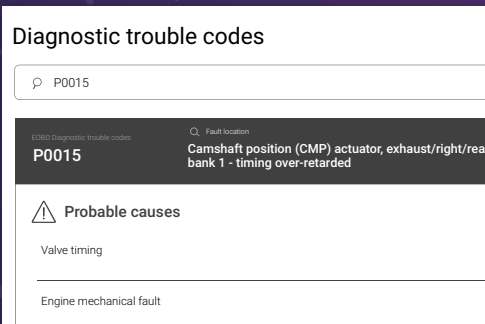 Diagnostic trouble codes
P0015
EOBD Diagnostic trouble codes
P0015
Fault location
Camshaft position (CMP) actuator, exhaust/right/rea
bank 1 - timing over-retarded
Probable causes
Valve timing
Engine mechanical fault